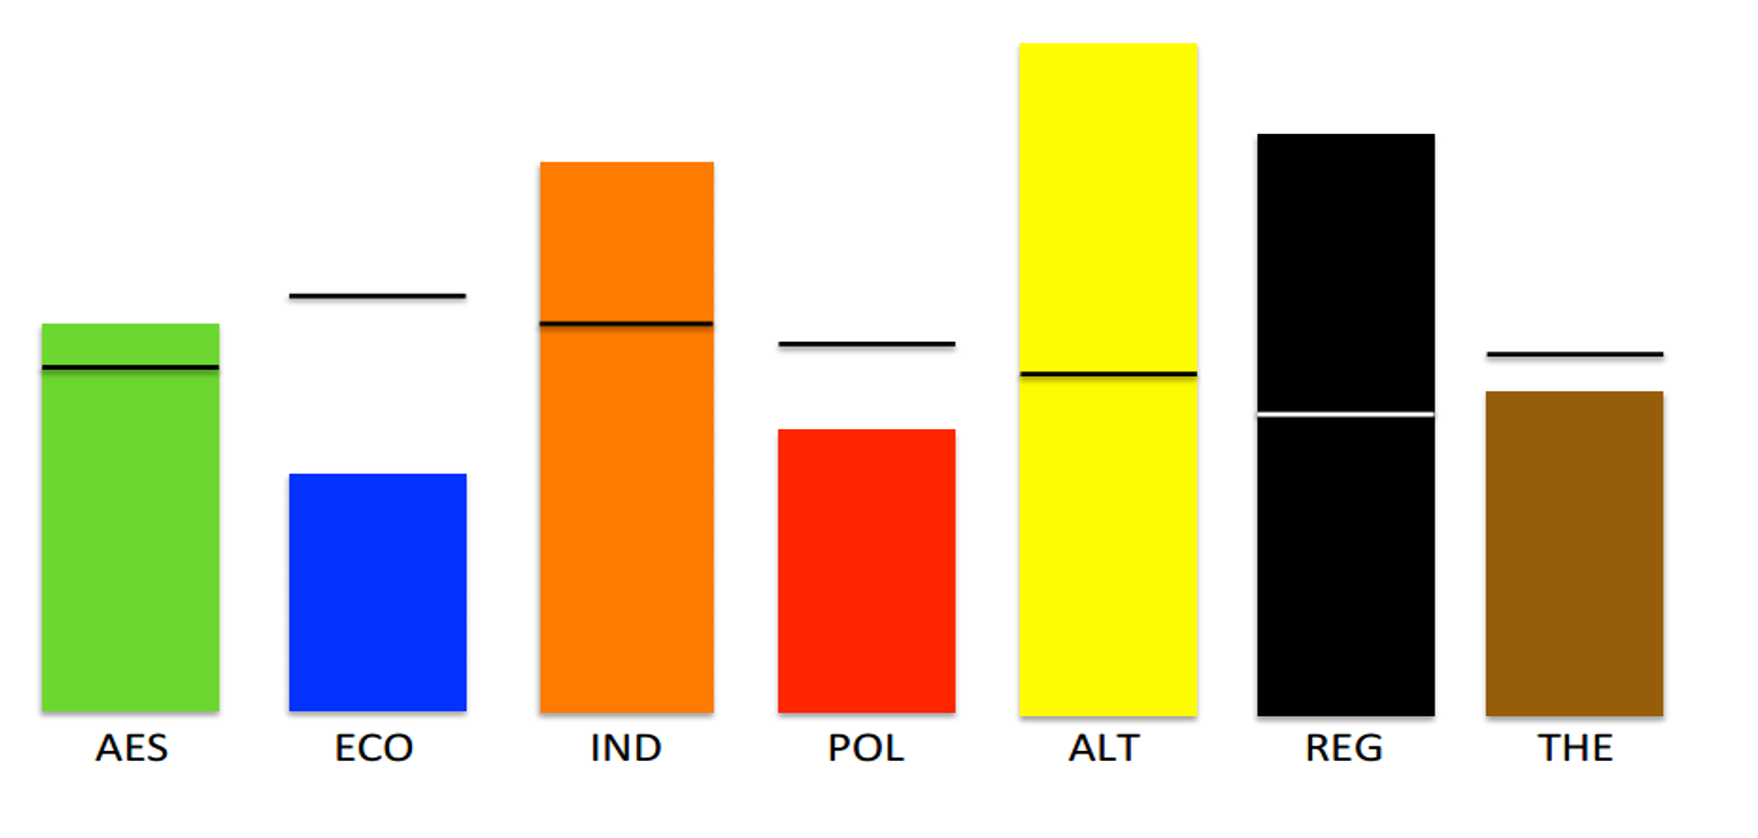 AES ECO IND POL ALT REG THE